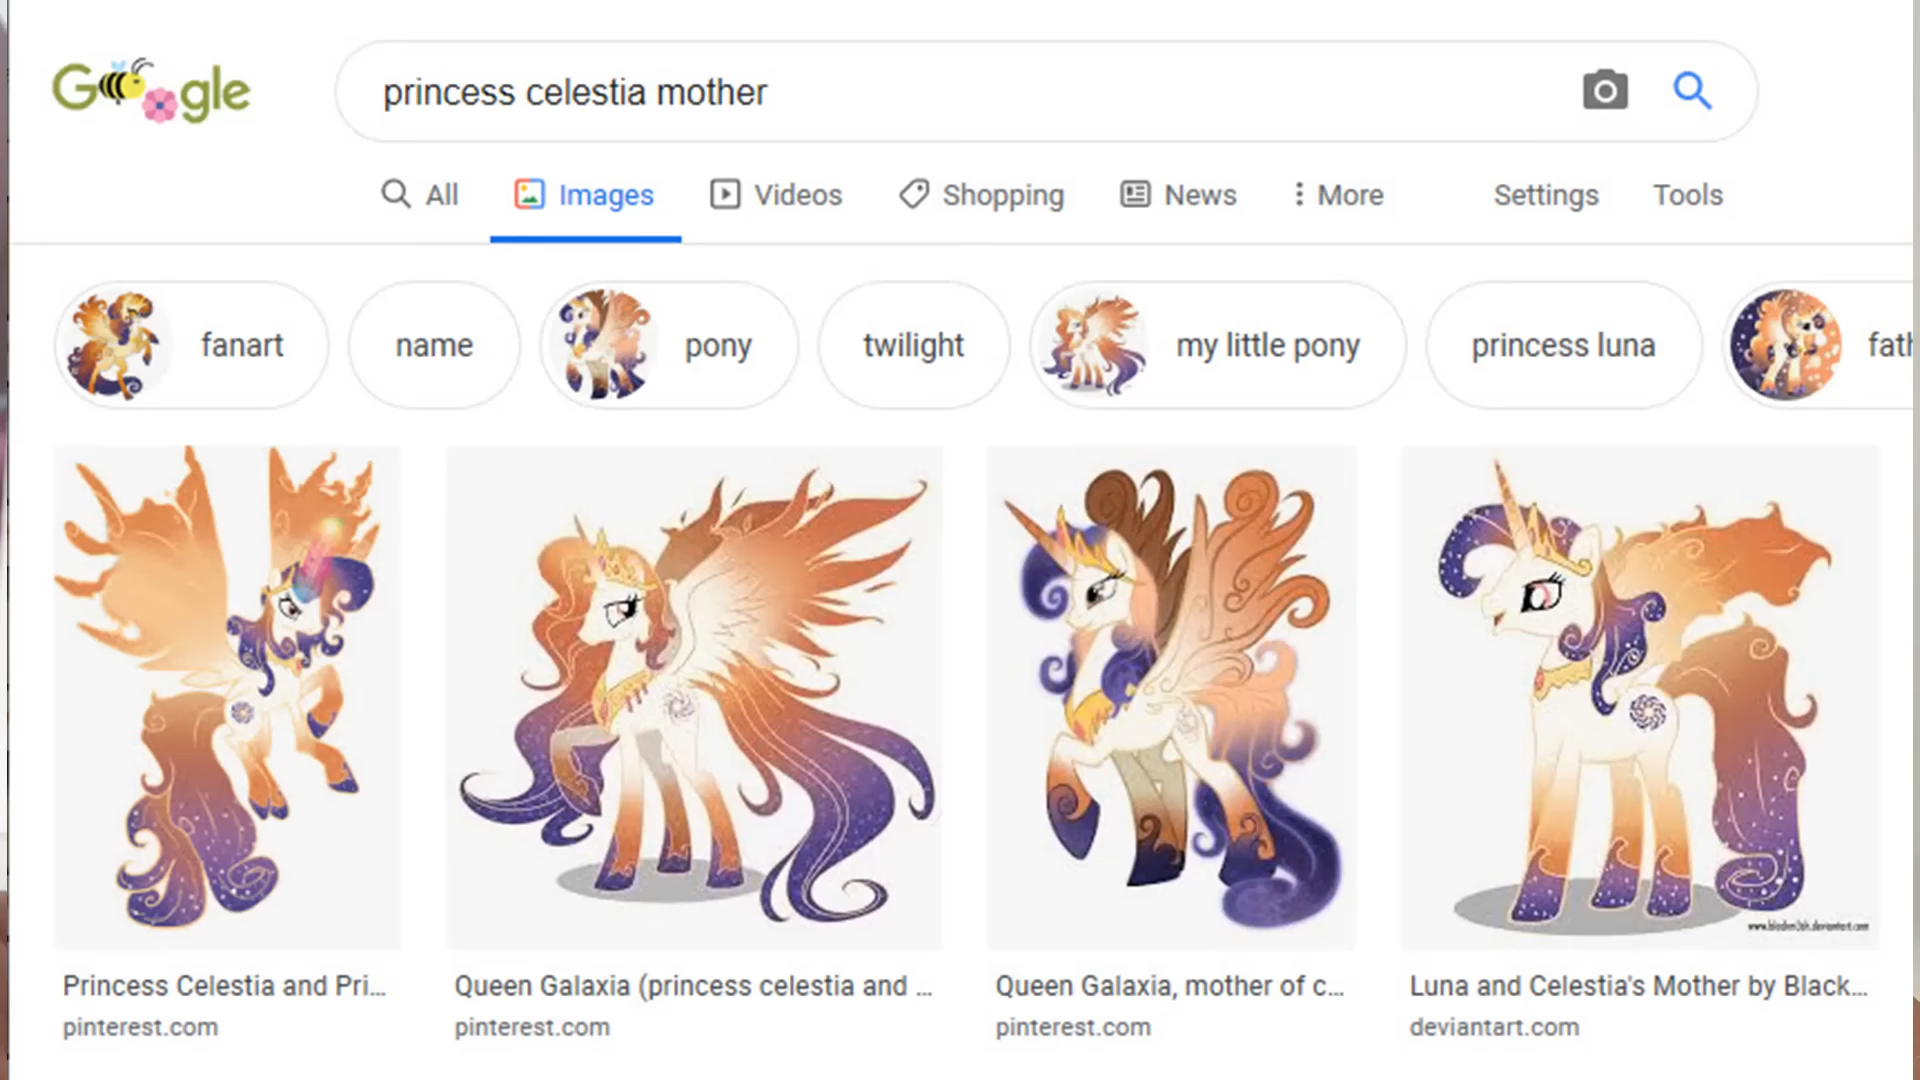 Google
princess celestia mother
All Images Videos Shopping News More Settings Tools
fanart name pony twilight my little pony princess luna fath
Princess Celestia and Pri...
pinterest.com
Queen Galaxia (princess celestia and ...
pinterest.com
Queen Galaxia, mother of c...
pinterest.com
Luna and Celestia's Mother by Black...
deviantart.com